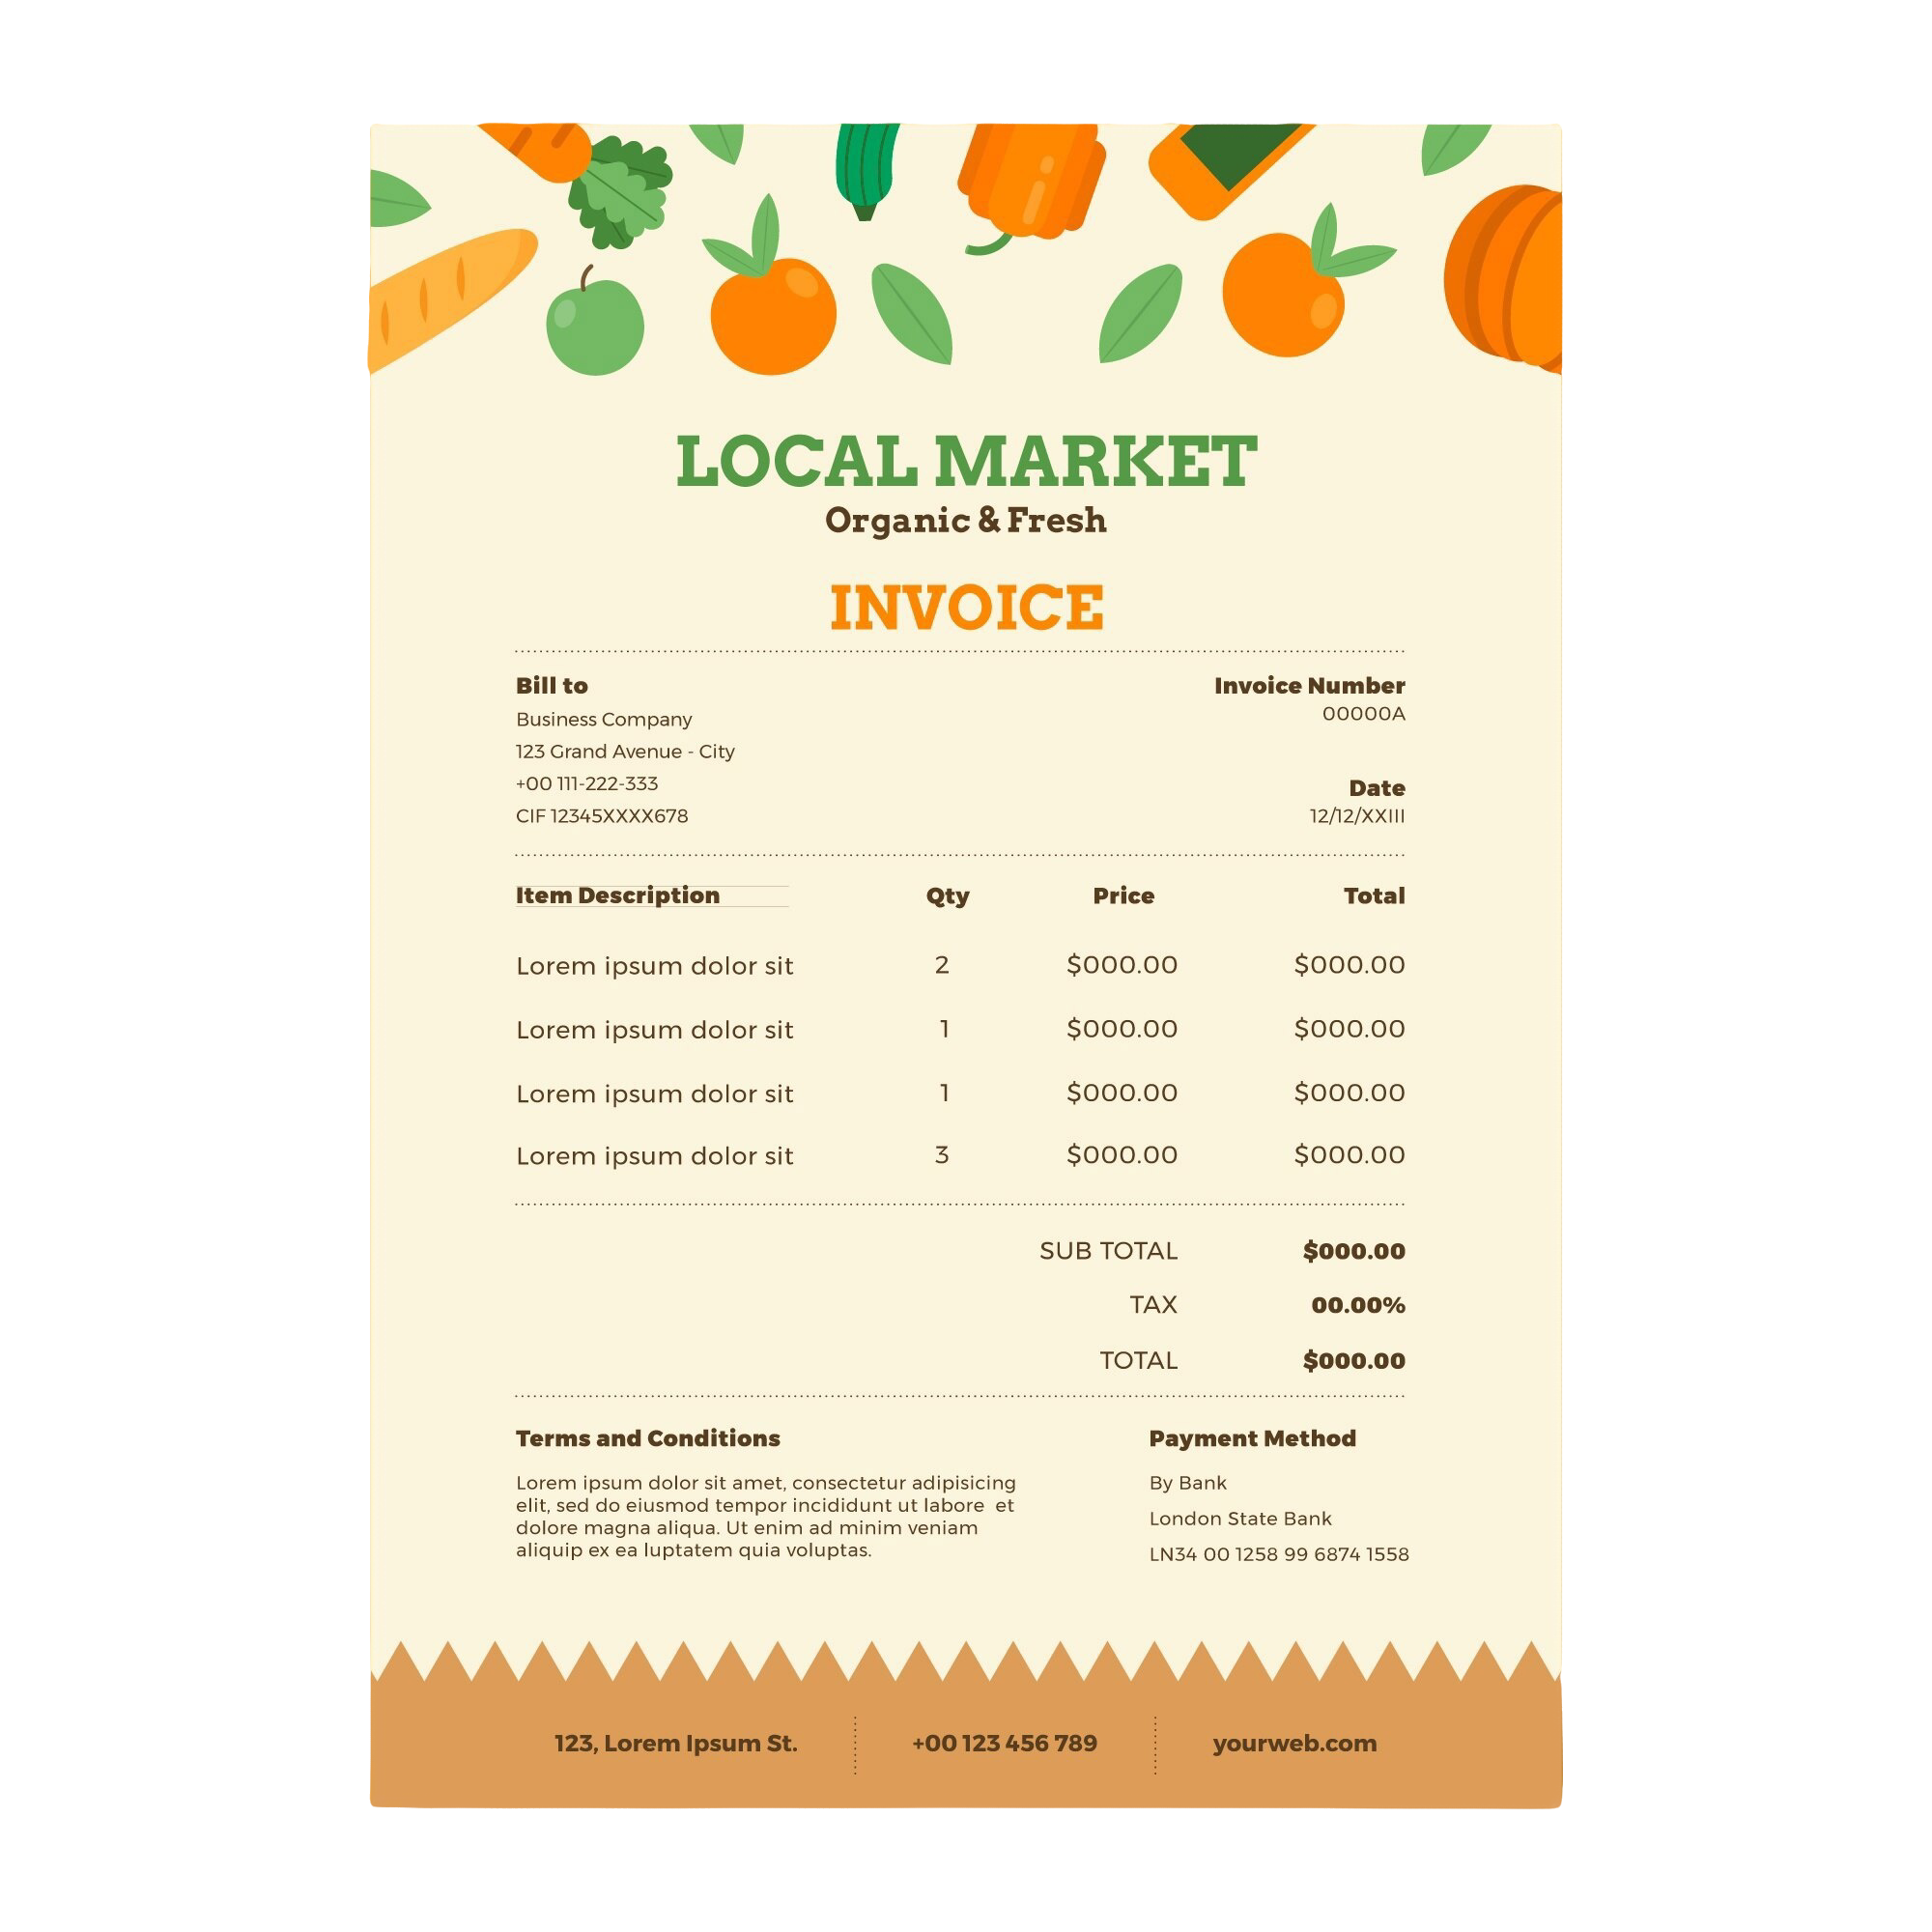 LOCAL MARKET
Organic & Fresh
INVOICE
Bill to
Business Company
123 Grand Avenue - City
+00 111-222-333
CIF 12345XXXX678
Invoice Number
00000A
Date
12/12/XXIII
Item Description Qty Price Total
Lorem ipsum dolor sit 2 $000.00 $000.00
Lorem ipsum dolor sit 1 $000.00 $000.00
Lorem ipsum dolor sit 1 $000.00 $000.00
Lorem ipsum dolor sit 3 $000.00 $000.00
SUB TOTAL $000.00
TAX 00.00%
TOTAL $000.00
Terms and Conditions
Lorem ipsum dolor sit amet, consectetur adipisicing
elit, sed do eiusmod tempor incididunt ut labore et
dolore magna aliqua. Ut enim ad minim veniam
aliquip ex ea luptatem quia voluptas.
Payment Method
By Bank
London State Bank
LN34 00 1258 99 6874 1558
123, Lorem Ipsum St. +00 123 456 789 yourweb.com